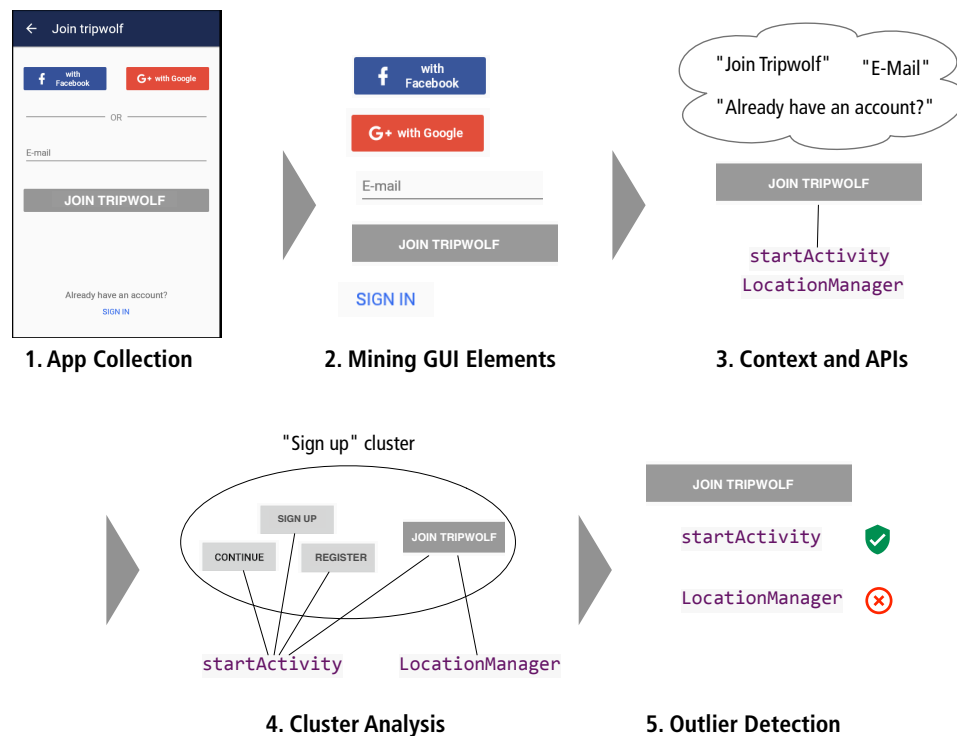 Join tripwolf
with
Facebook
G+ with Google
OR
E-mail
JOIN TRIPWOLF
Already have an account?
SIGN IN
1. App Collection
with
Facebook
G+ with Google
E-mail
JOIN TRIPWOLF
SIGN IN
2. Mining GUI Elements
"Join Tripwolf" "E-Mail"
"Already have an account?"
JOIN TRIPWOLF
startActivity
LocationManager
3. Context and APIs
"Sign up" cluster
SIGN UP
CONTINUE
REGISTER
JOIN TRIPWOLF
startActivity
LocationManager
4. Cluster Analysis
JOIN TRIPWOLF
startActivity
LocationManager
5. Outlier Detection